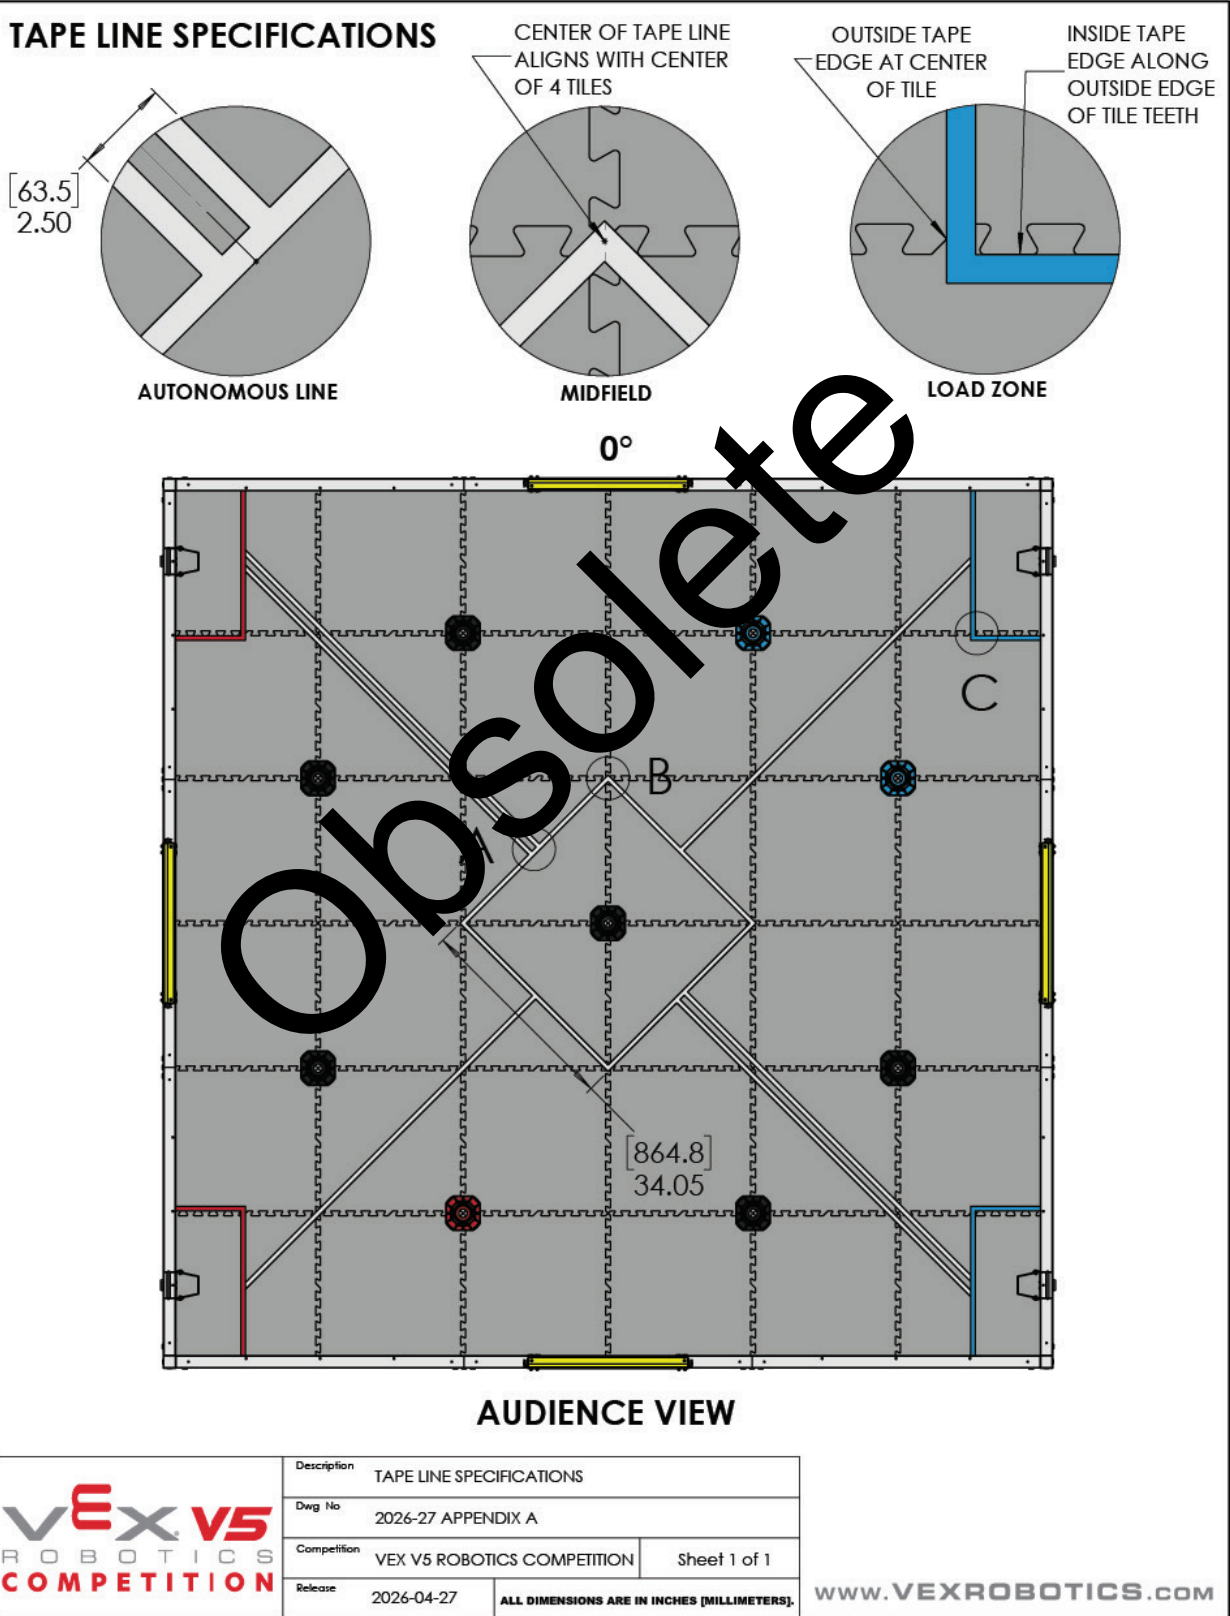 TAPE LINE SPECIFICATIONS
CENTER OF TAPE LINE
ALIGNS WITH CENTER
OF 4 TILES
OUTSIDE TAPE
EDGE AT CENTER
OF TILE
INSIDE TAPE
EDGE ALONG
OUTSIDE EDGE
OF TILE TEETH
[63.5]
2.50
AUTONOMOUS LINE
MIDFIELD
LOAD ZONE
0°
Obsolete
C
B
A
[864.8]
34.05
AUDIENCE VIEW
VEX V5
ROBOTICS
COMPETITION
Description TAPE LINE SPECIFICATIONS
Dwg No 2026-27 APPENDIX A
Competition VEX V5 ROBOTICS COMPETITION Sheet 1 of 1
Release 2026-04-27 ALL DIMENSIONS ARE IN INCHES [MILLIMETERS].
www.VEXROBOTICS.com